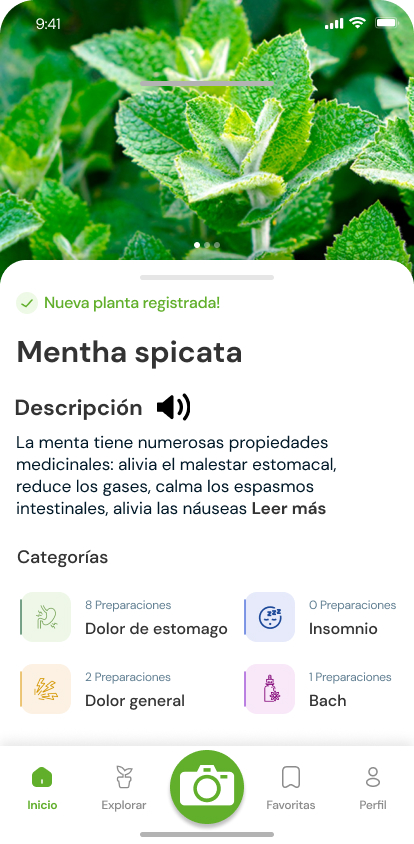 9:41
Nueva planta registrada!
Mentha spicata
Descripción
La menta tiene numerosas propiedades
medicinales: alivia el malestar estomacal,
reduce los gases, calma los espasmos
intestinales, alivia las náuseas Leer más
Categorías
8 Preparaciones
Dolor de estomago
0 Preparaciones
Insomnio
2 Preparaciones
Dolor general
1 Preparaciones
Bach
Inicio
Explorar
Favoritas
Perfil